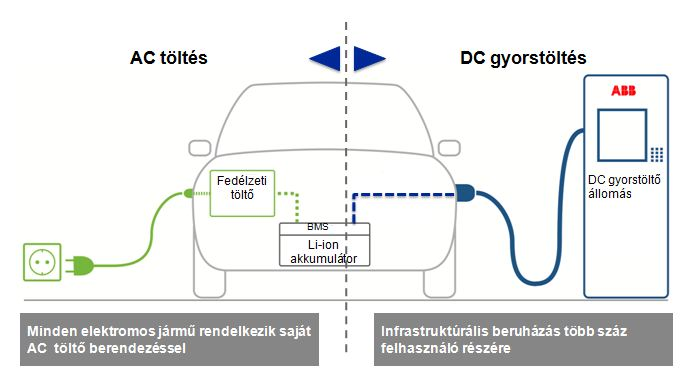 AC töltés
DC gyorstöltés
ABB
Fedélzeti
töltő
DC gyorstöltő
állomás
BMS
Li-ion
akkumulátor
Minden elektromos jármű rendelkezik saját
AC töltő berendezéssel
Infrastruktúrális beruházás több száz
felhasználó részére